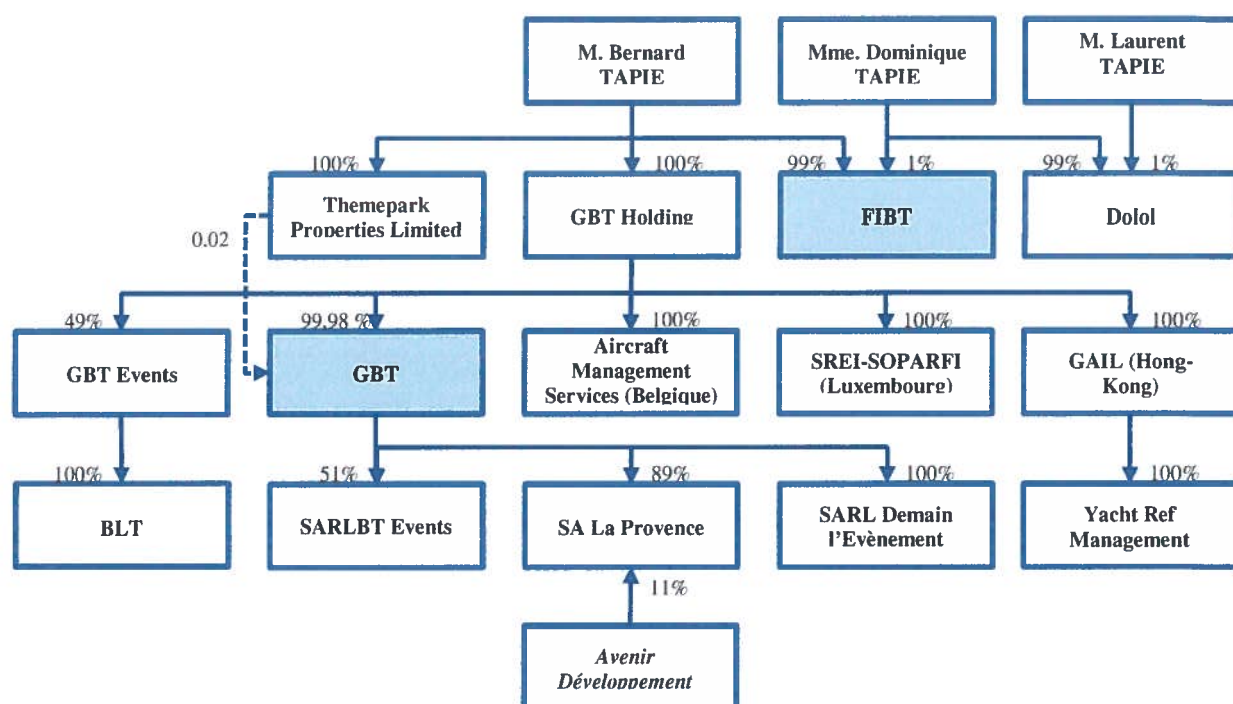 M. Bernard
TAPIE
Mme. Dominique
TAPIE
M. Laurent
TAPIE
100%
100%
99%
1%
99%
1%
Themepark
Properties Limited
GBT Holding
FIBT
Dolol
0.02
49%
99,98 %
100%
100%
100%
GBT Events
GBT
Aircraft
Management
Services (Belgique)
SREI-SOPARFI
(Luxembourg)
GAIL (Hong-
Kong)
100%
51%
89%
100%
100%
BLT
SARLBT Events
SA La Provence
SARL Demain
l'Evènement
Yacht Ref
Management
11%
Avenir
Développement